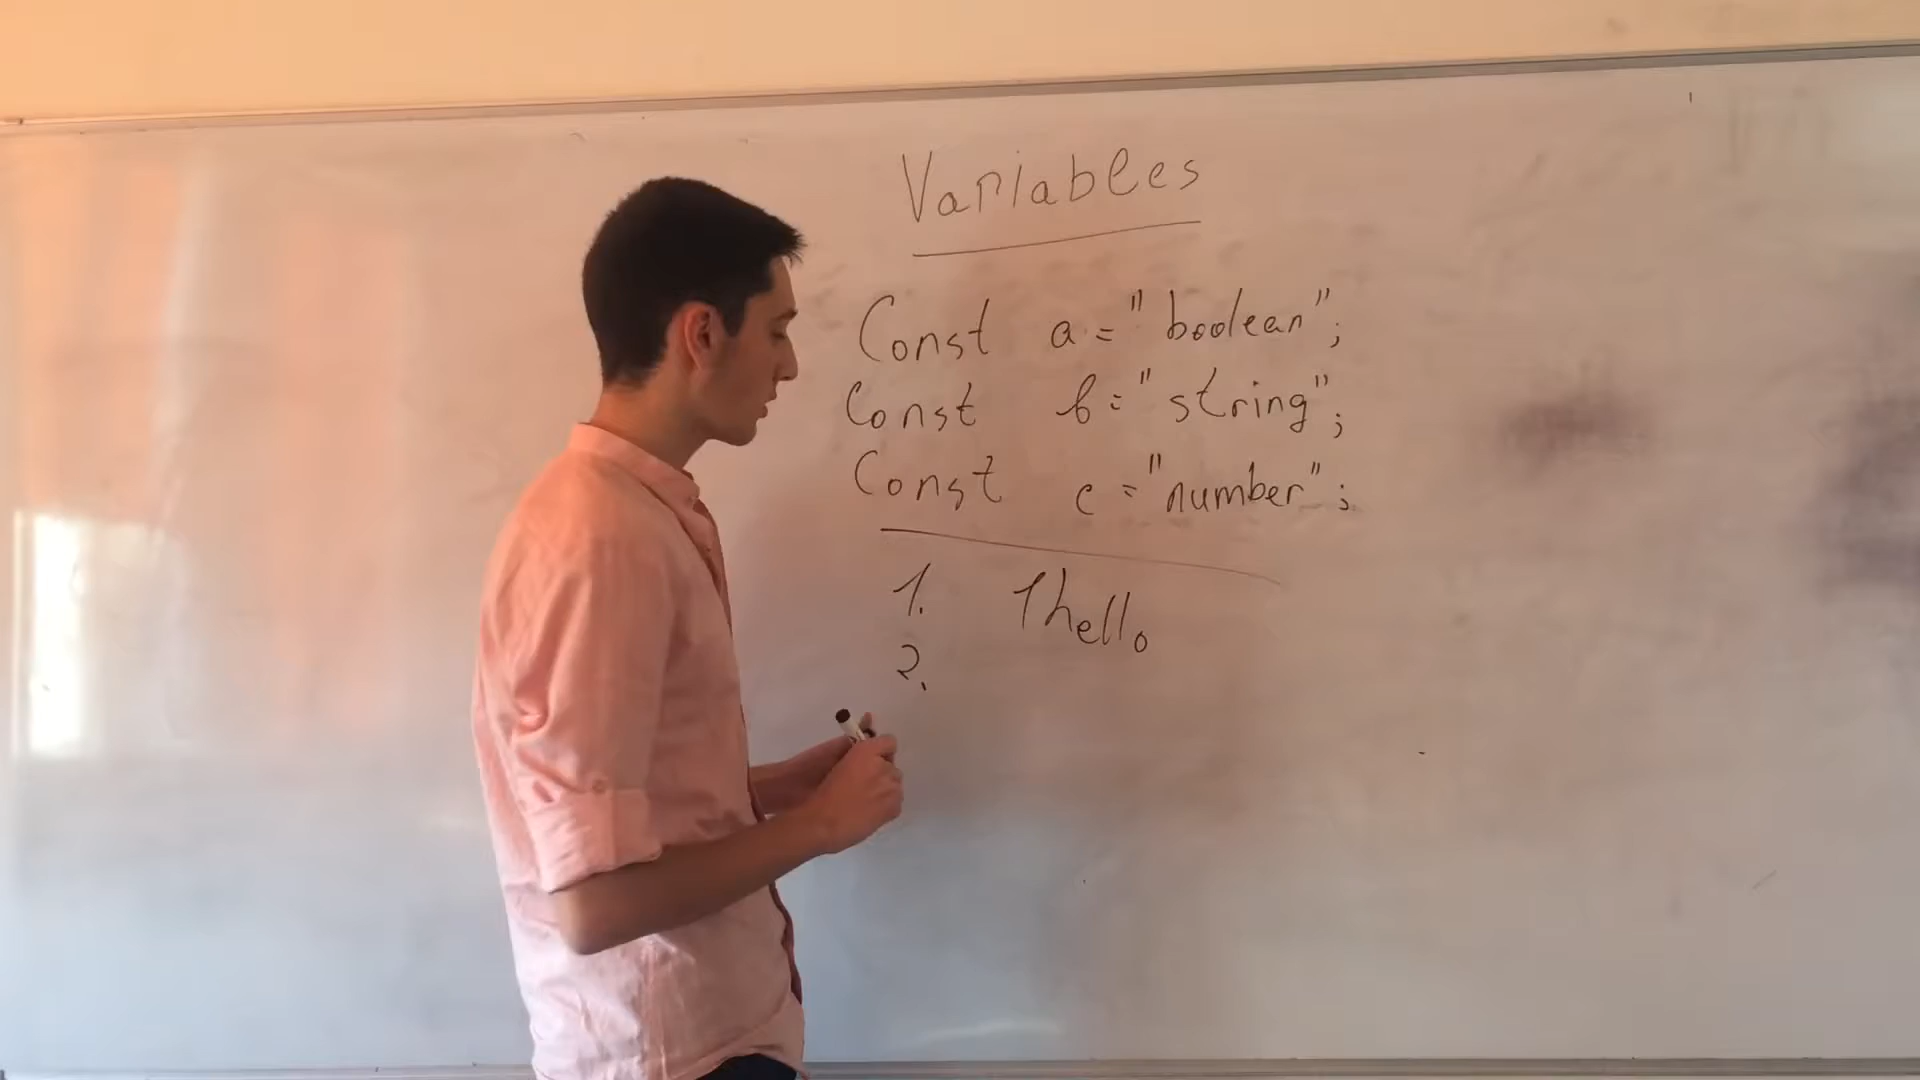 Variables
Const a = "boolean";
Const b = "string";
Const c = "number";
1. 1hello
2.